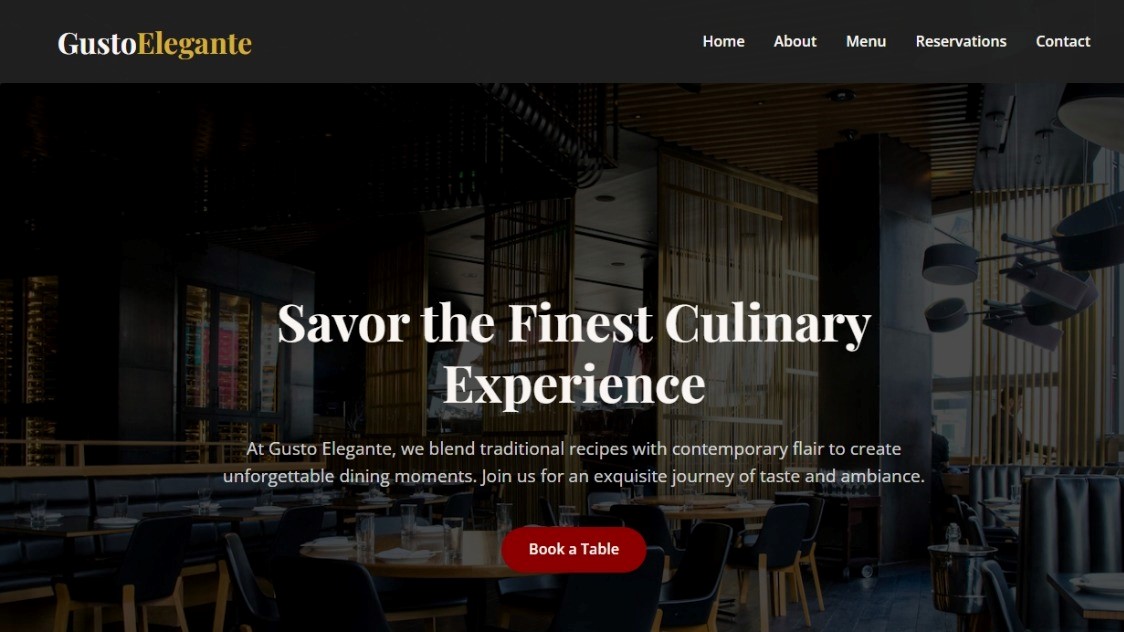 GustoElegante
Home About Menu Reservations Contact
Savor the Finest Culinary
Experience
At Gusto Elegante, we blend traditional recipes with contemporary flair to create
unforgettable dining moments. Join us for an exquisite journey of taste and ambiance.
Book a Table